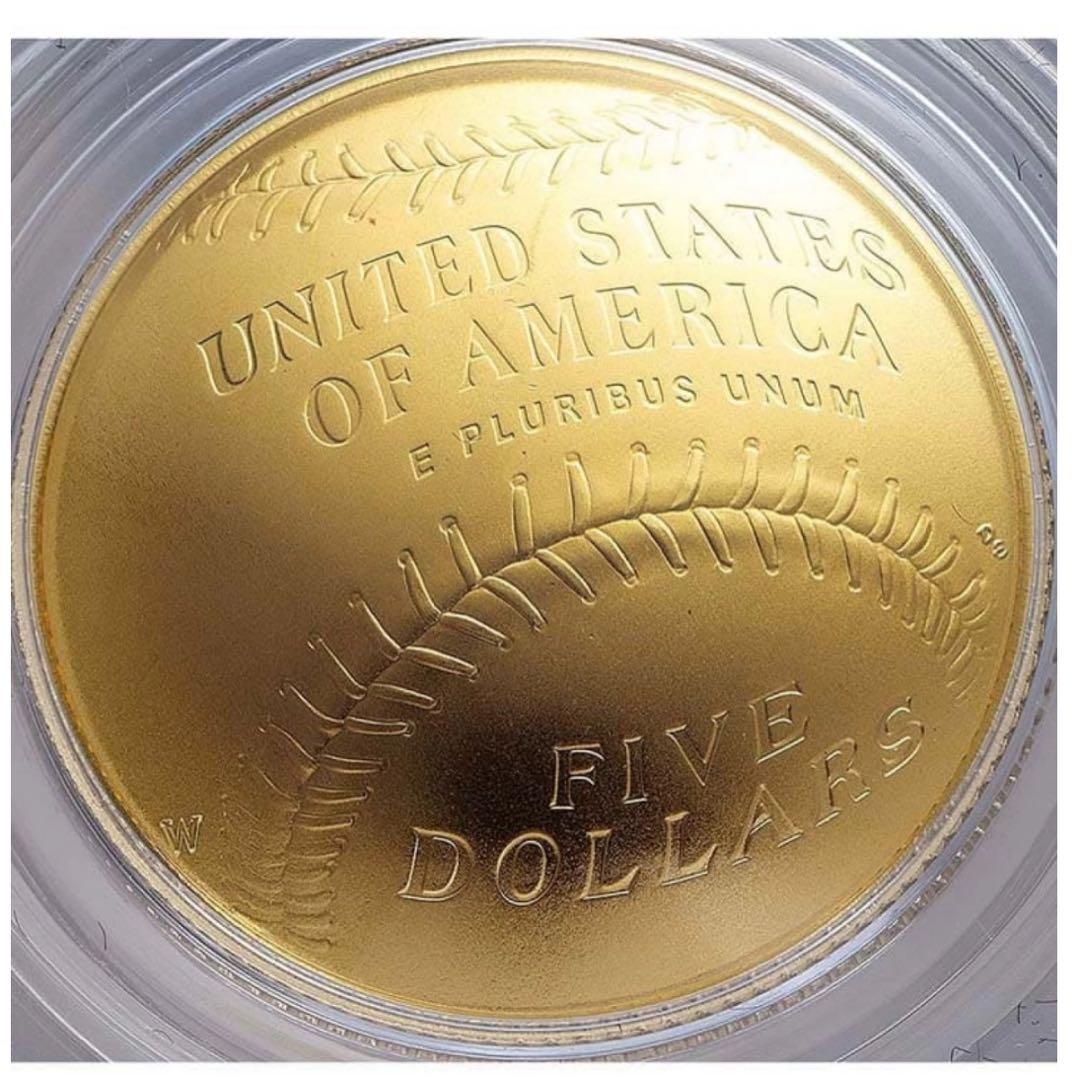 UNITED STATES
OF AMERICA
E PLURIBUS UNUM
FIVE
DOLLARS
W